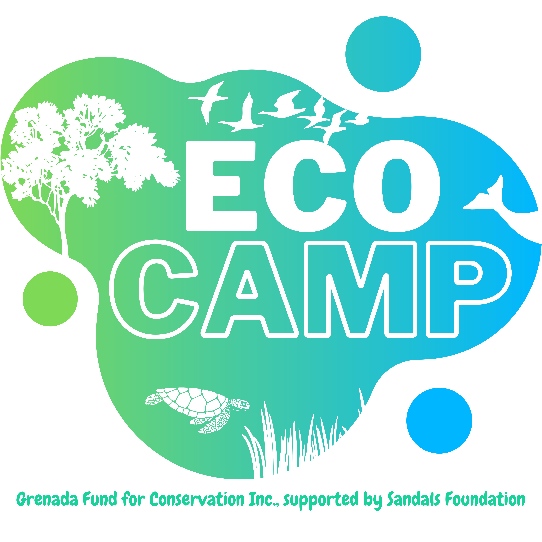 ECO
CAMP
Grenada Fund for Conservation Inc., supported by Sandals Foundation